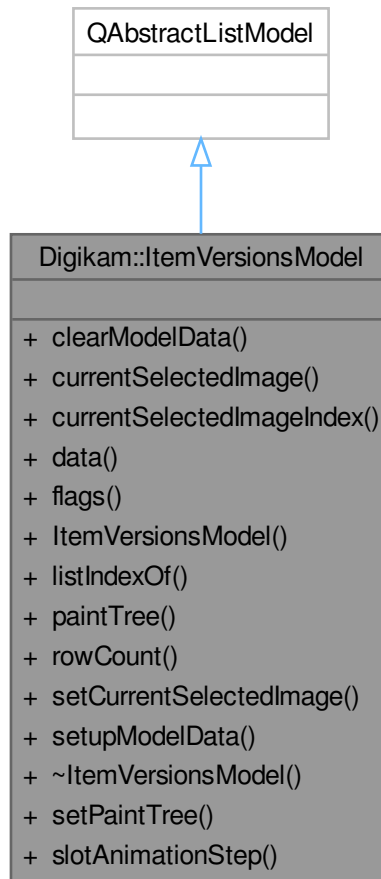 QAbstractListModel
Digikam::ItemVersionsModel
+ clearModelData()
+ currentSelectedImage()
+ currentSelectedImageIndex()
+ data()
+ flags()
+ ItemVersionsModel()
+ listIndexOf()
+ paintTree()
+ rowCount()
+ setCurrentSelectedImage()
+ setupModelData()
+ ~ItemVersionsModel()
+ setPaintTree()
+ slotAnimationStep()